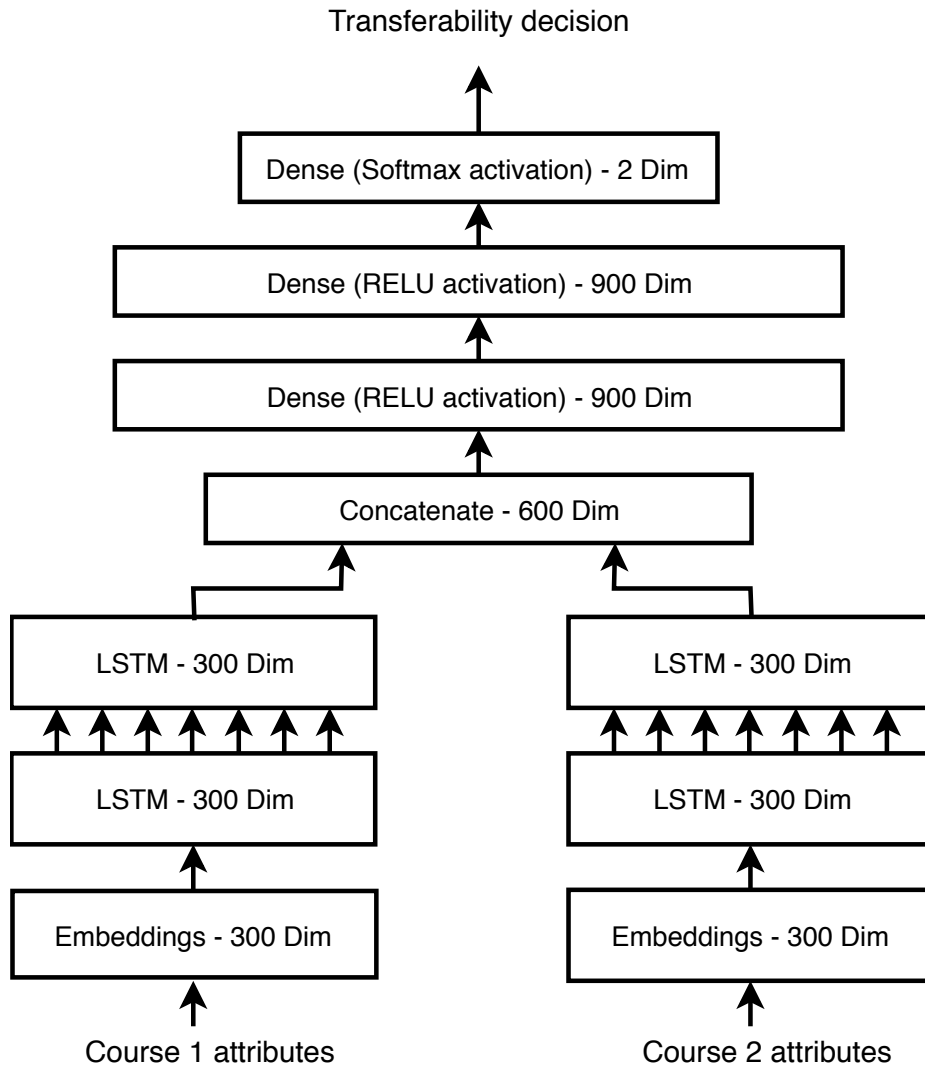 Transferability decision
Dense (Softmax activation) - 2 Dim
Dense (RELU activation) - 900 Dim
Dense (RELU activation) - 900 Dim
Concatenate - 600 Dim
LSTM - 300 Dim
LSTM - 300 Dim
LSTM - 300 Dim
LSTM - 300 Dim
Embeddings - 300 Dim
Embeddings - 300 Dim
Course 1 attributes
Course 2 attributes